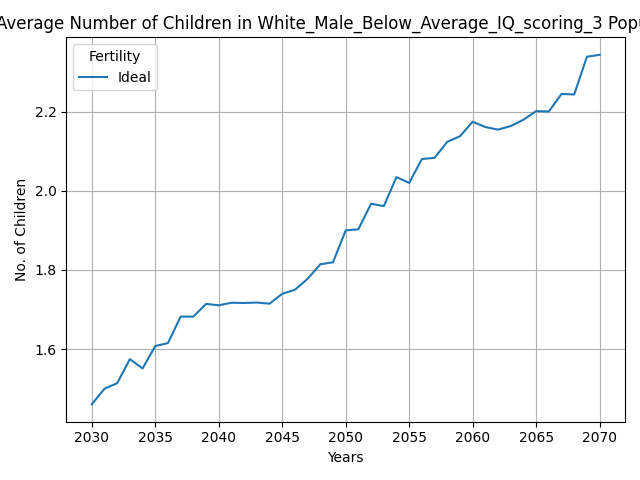 Average Number of Children in White_Male_Below_Average_IQ_scoring_3
Fertility
Ideal
No. of Children
2.2
2.0
1.8
1.6
2030 2035 2040 2045 2050 2055 2060 2065 2070
Years